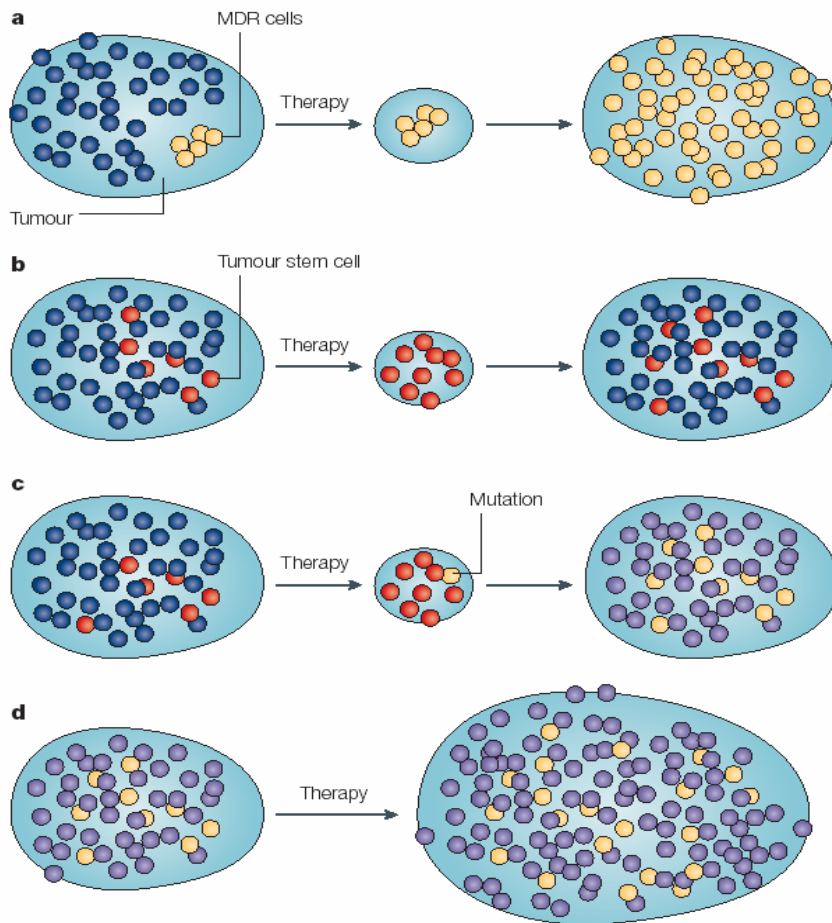 a
MDR cells
Therapy
Tumour
b
Tumour stem cell
Therapy
c
Mutation
Therapy
d
Therapy